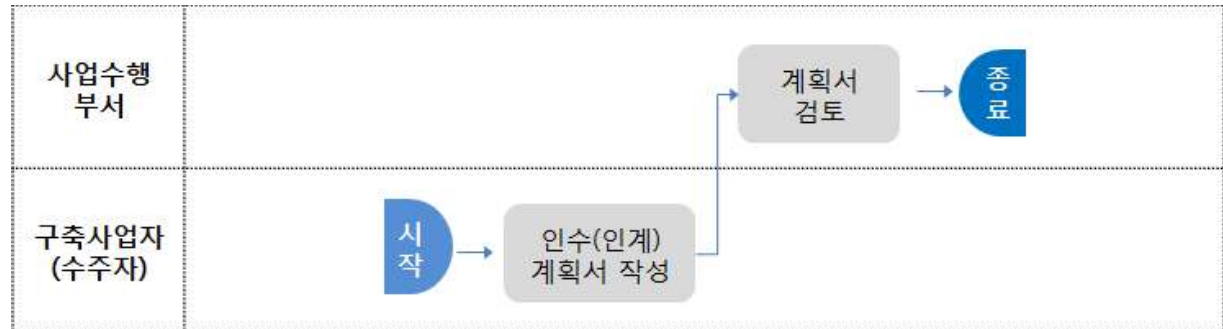 사업수행
부서
계획서
검토
종
료
구축사업자
(수주자)
시
작
인수(인계)
계획서 작성